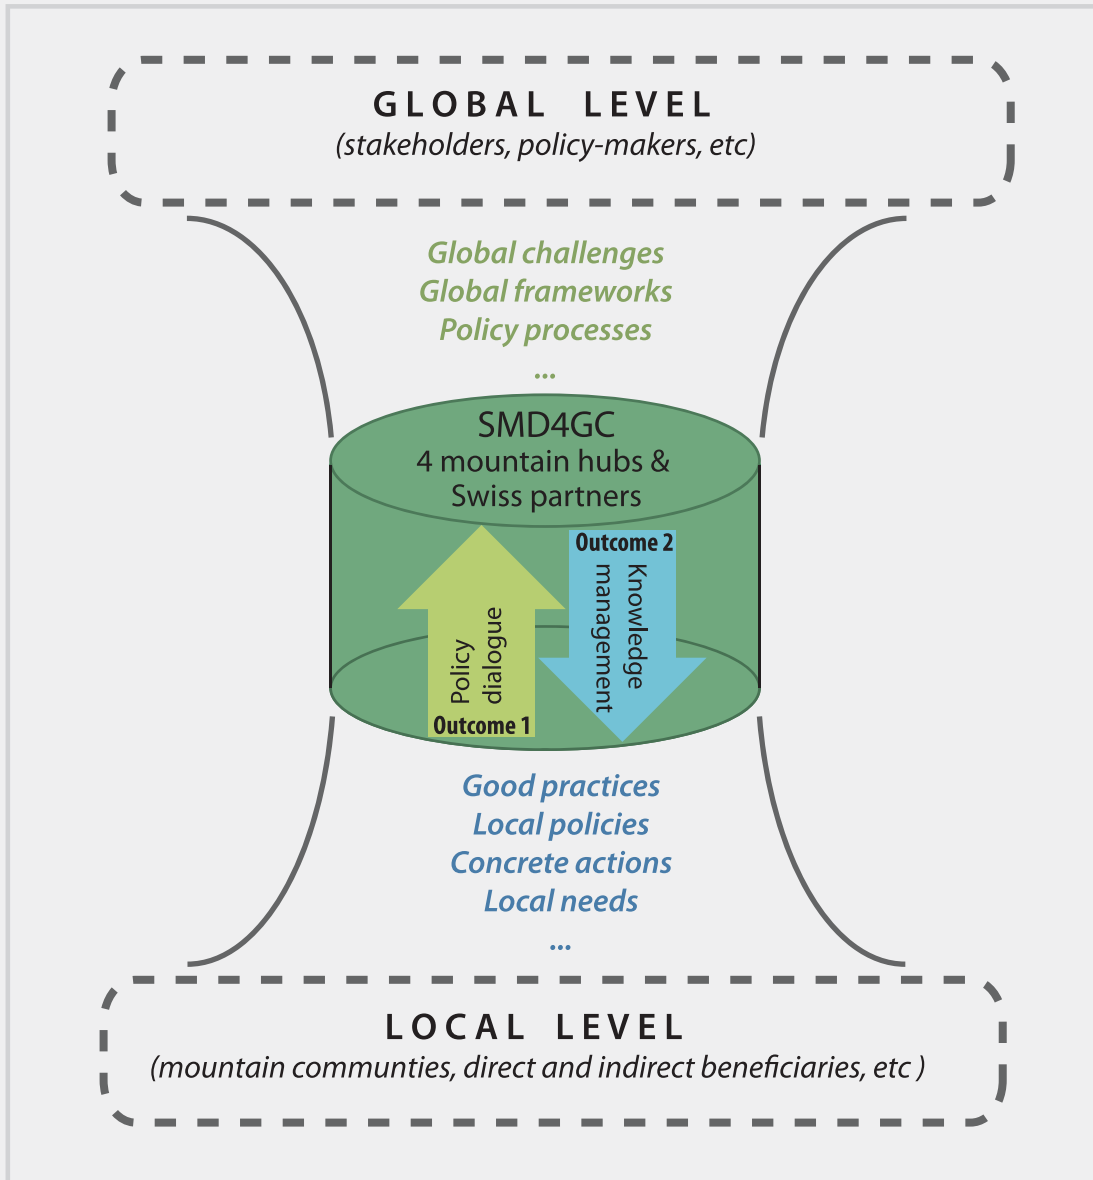 GLOBAL LEVEL
(stakeholders, policy-makers, etc)
Global challenges
Global frameworks
Policy processes
...
SMD4GC
4 mountain hubs &
Swiss partners
Policy
dialogue
Outcome 1
Outcome 2
Knowledge
management
Good practices
Local policies
Concrete actions
Local needs
...
LOCAL LEVEL
(mountain communties, direct and indirect beneficiaries, etc )